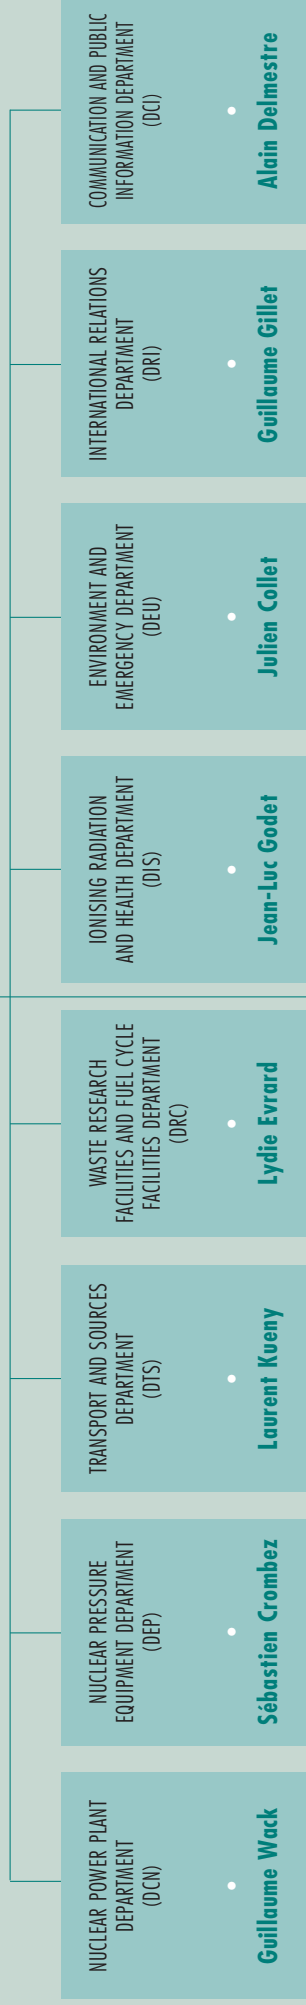 NUCLEAR POWER PLANT
DEPARTMENT
(DCN)
•
Guillaume Wack
NUCLEAR PRESSURE
EQUIPMENT DEPARTMENT
(DEP)
•
Sébastien Crombez
TRANSPORT AND SOURCES
DEPARTMENT
(DTS)
•
Laurent Kueny
WASTE RESEARCH
FACILITIES AND FUEL CYCLE
FACILITIES DEPARTMENT
(DRC)
•
Lydie Evrard
IONISING RADIATION
AND HEALTH DEPARTMENT
(DIS)
•
Jean-Luc Godet
ENVIRONMENT AND
EMERGENCY DEPARTMENT
(DEU)
•
Julien Collet
INTERNATIONAL RELATIONS
DEPARTMENT
(DRI)
•
Guillaume Gillet
COMMUNICATION AND PUBLIC
INFORMATION DEPARTMENT
(DCI)
•
Alain Delmestre